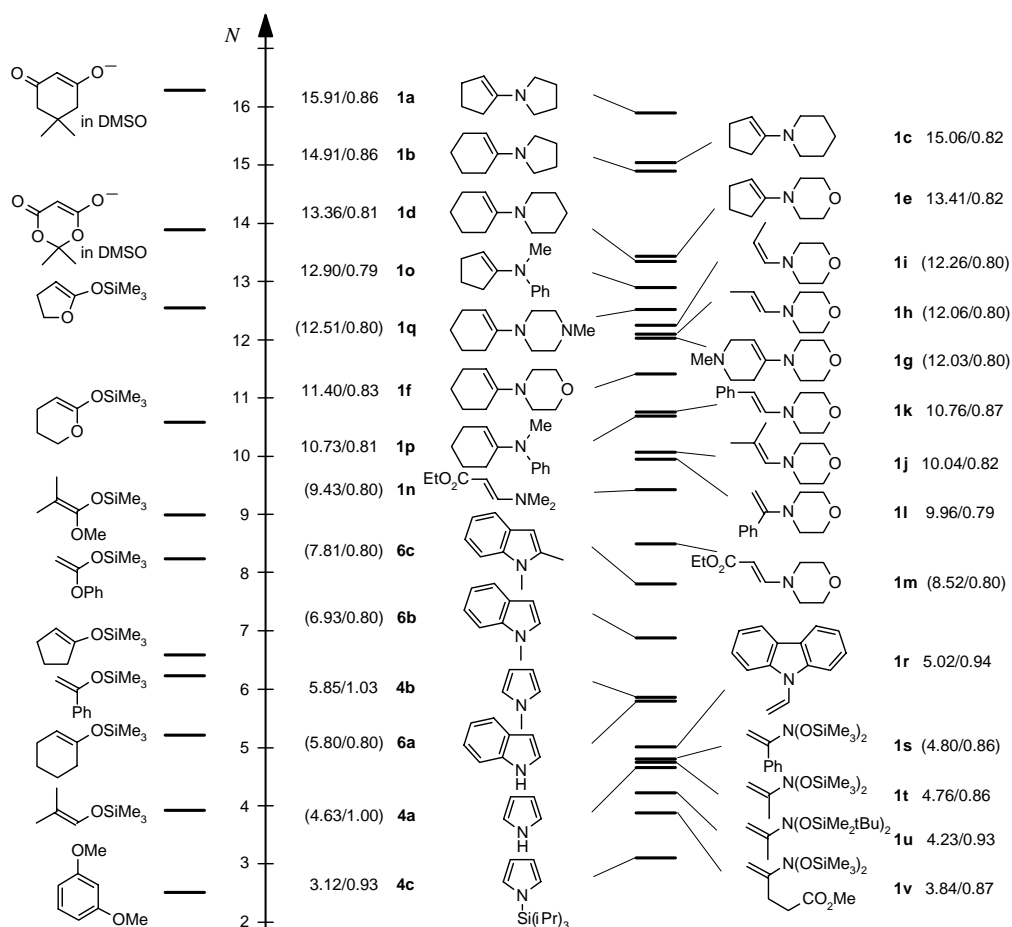 N
16
15
14
13
12
11
10
9
8
7
6
5
4
3
2
O
O
—
in DMSO
O
O
—
O
O
in DMSO
OSiMe3
O
OSiMe3
O
OSiMe3
OMe
OSiMe3
OPh
OSiMe3
OSiMe3
Ph
OSiMe3
OSiMe3
OMe
OMe
15.91/0.86 1a
N
14.91/0.86 1b
N
13.36/0.81 1d
N
12.90/0.79 1o
Me
N
Ph
(12.51/0.80) 1q
N
NMe
11.40/0.83 1f
O
N
10.73/0.81 1p
Me
N
Ph
(9.43/0.80) 1n
EtO2C
NMe2
(7.81/0.80) 6c
N
(6.93/0.80) 6b
N
5.85/1.03 4b
N
(5.80/0.80) 6a
N
H
(4.63/1.00) 4a
N
H
3.12/0.93 4c
N
Si(iPr)3
N
1c 15.06/0.82
N
O
1e 13.41/0.82
N
O
1i (12.26/0.80)
N
O
1h (12.06/0.80)
MeN
N
O
1g (12.03/0.80)
Ph
N
O
1k 10.76/0.87
N
O
1j 10.04/0.82
N
O
Ph
1l 9.96/0.79
EtO2C
N
O
1m (8.52/0.80)
N
1r 5.02/0.94
N(OSiMe3)2
Ph
1s (4.80/0.86)
N(OSiMe3)2
1t 4.76/0.86
N(OSiMe2tBu)2
1u 4.23/0.93
N(OSiMe3)2
CO2Me
1v 3.84/0.87